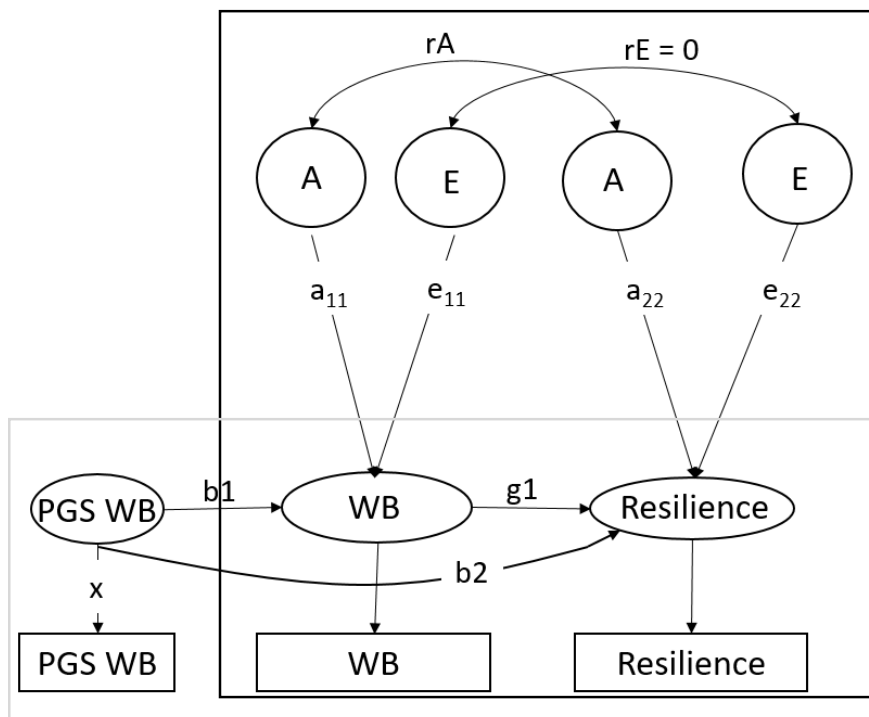 rA
rE = 0
A
E
A
E
a₁₁
e₁₁
a₂₂
e₂₂
PGS WB
b1
WB
g1
Resilience
b2
x
PGS WB
WB
Resilience